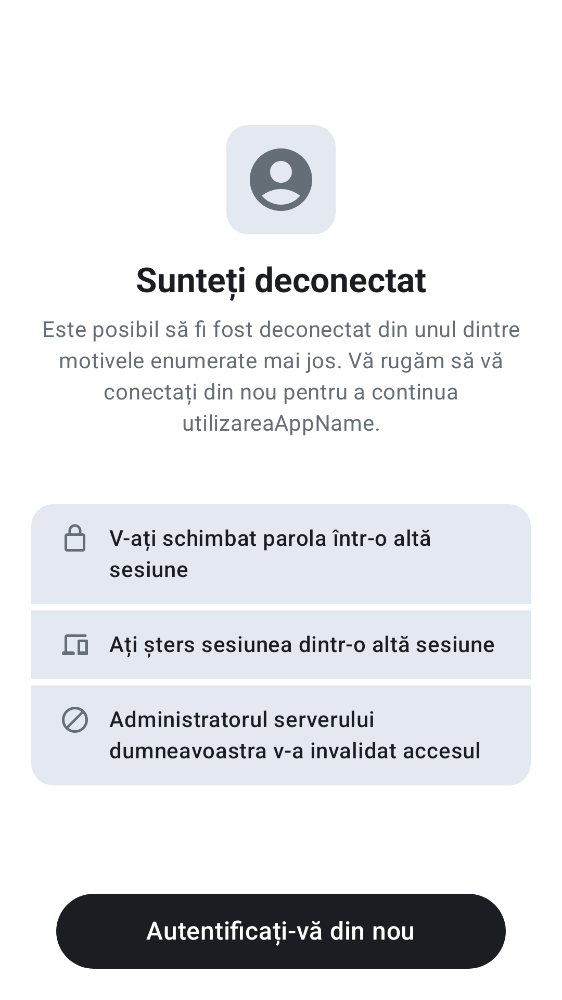 Sunteți deconectat
Este posibil să fi fost deconectat din unul dintre
motivele enumerate mai jos. Vă rugăm să vă
conectați din nou pentru a continua
utilizareaAppName.
V-ați schimbat parola într-o altă
sesiune
Ați șters sesiunea dintr-o altă sesiune
Administratorul serverului
dumneavoastra v-a invalidat accesul
Autentificați-vă din nou